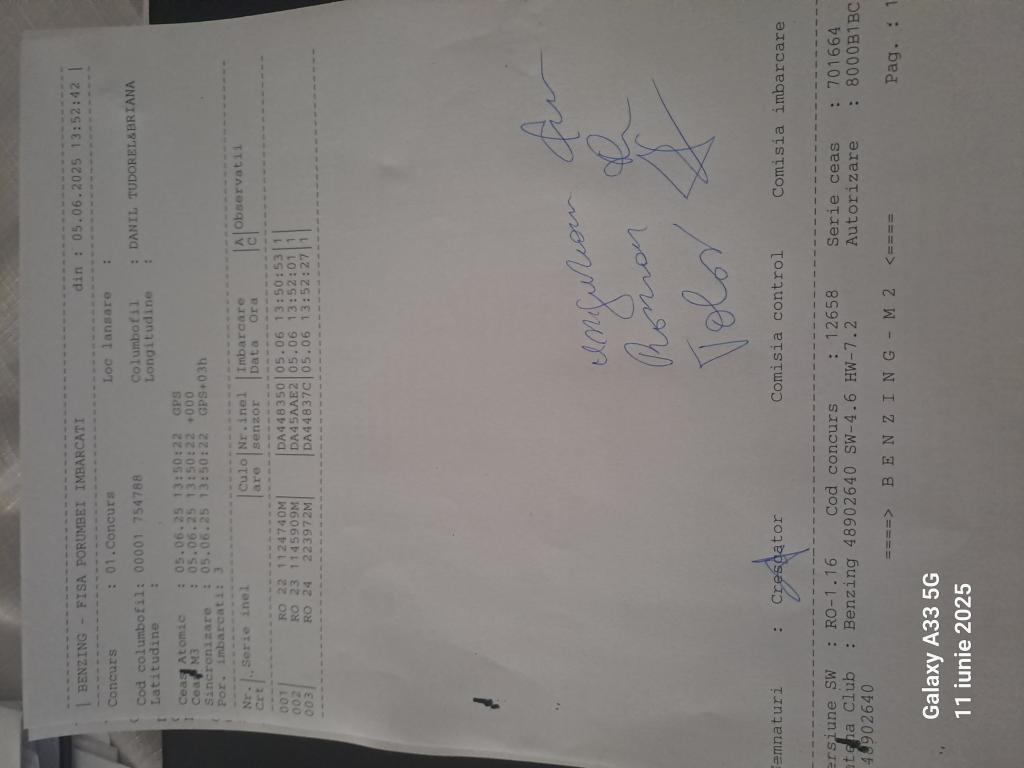 | BENZING - FISA PORUMBEI IMBARCATI din : 05.06.2025 13:52:42 |
Concurs : 01.Concurs Loc lansare :
Cod columbofil: 00001 754788 Columbofil : DANIL TUDOREL&BRIANA
Latitudine : Longitudine :
Ceas Atomic : 05.06.25 13:50:22 GPS
Ceas M3 : 05.06.25 13:50:22 +000
Sincronizare : 05.06.25 13:50:22 GPS+03h
Por. imbarcati: 3
Nr. |. Serie inel |Culo|Nr.inel |Imbarcare |A|Observatii
Crt | |are |senzor |Data Ora |C|
001| RO 22 1124740M| |DA448350|05.06 13:50:53|1|
002| RO 23 1145909M| |DA45AAE2|05.06 13:52:01|1|
003| RO 24 223972M| |DA44837C|05.06 13:52:27|1|
Roman
emnaturi : Crescator Comisia control Comisia imbarcare
ersiune SW : RO-1.16 Cod concurs : 12658 Serie ceas : 701664
Club : Benzing 48902640 SW-4.6 HW-7.2 Autorizare : 8000B1BC
48902640
====> B E N Z I N G - M 2 <====
Pag. : 1
Galaxy A33 5G
11 iunie 2025